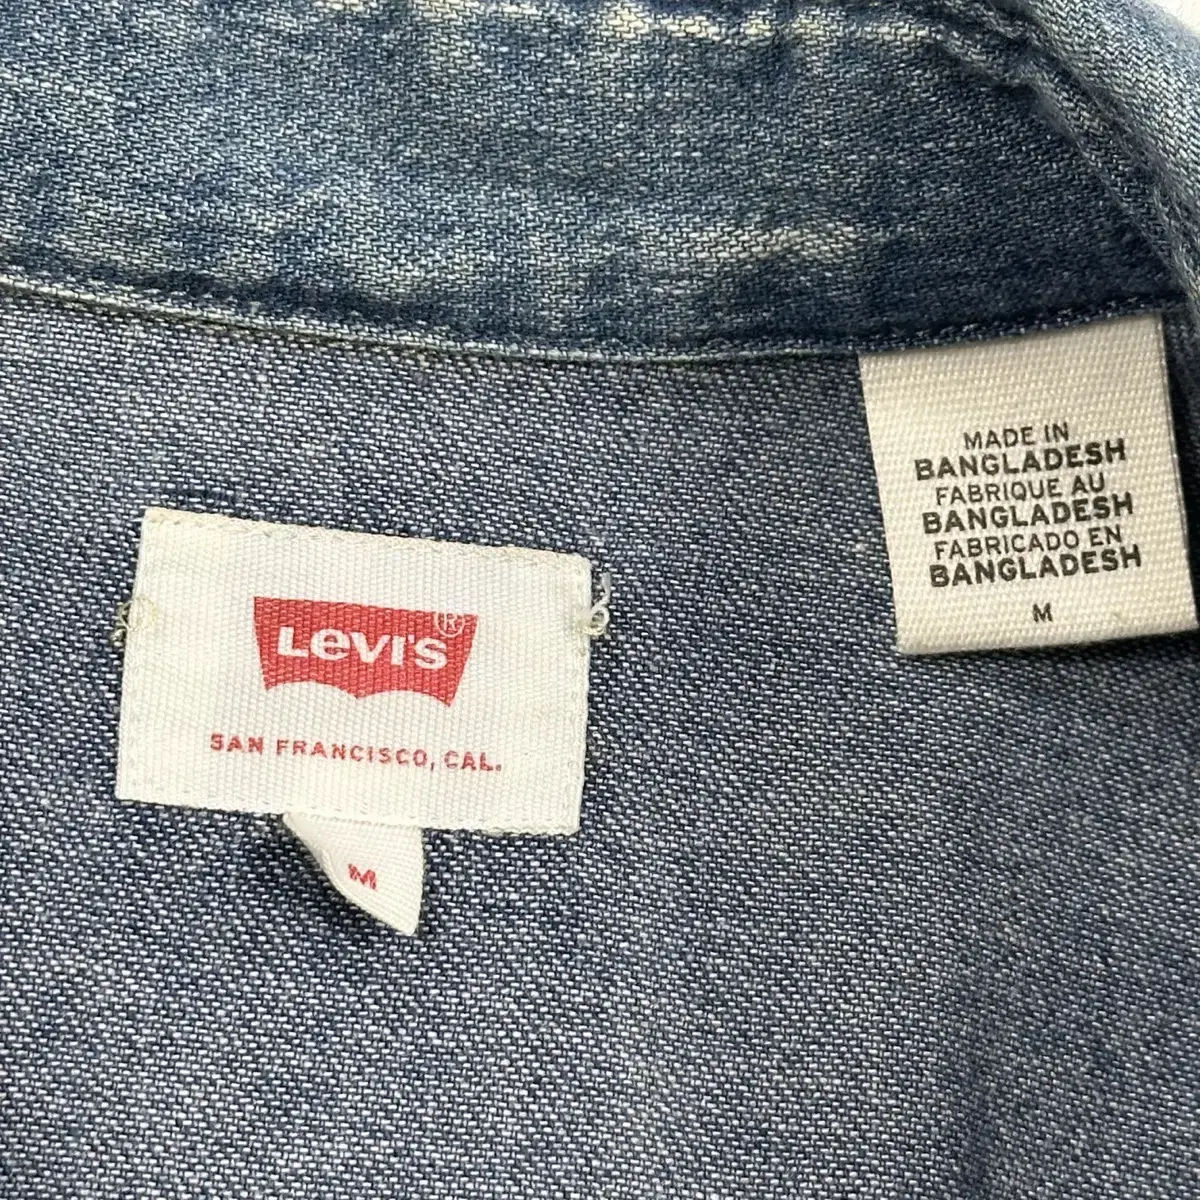 Levi's®
SAN FRANCISCO, CAL.
M
MADE IN
BANGLADESH
FABRIQUE AU
BANGLADESH
FABRICADO EN
BANGLADESH
M